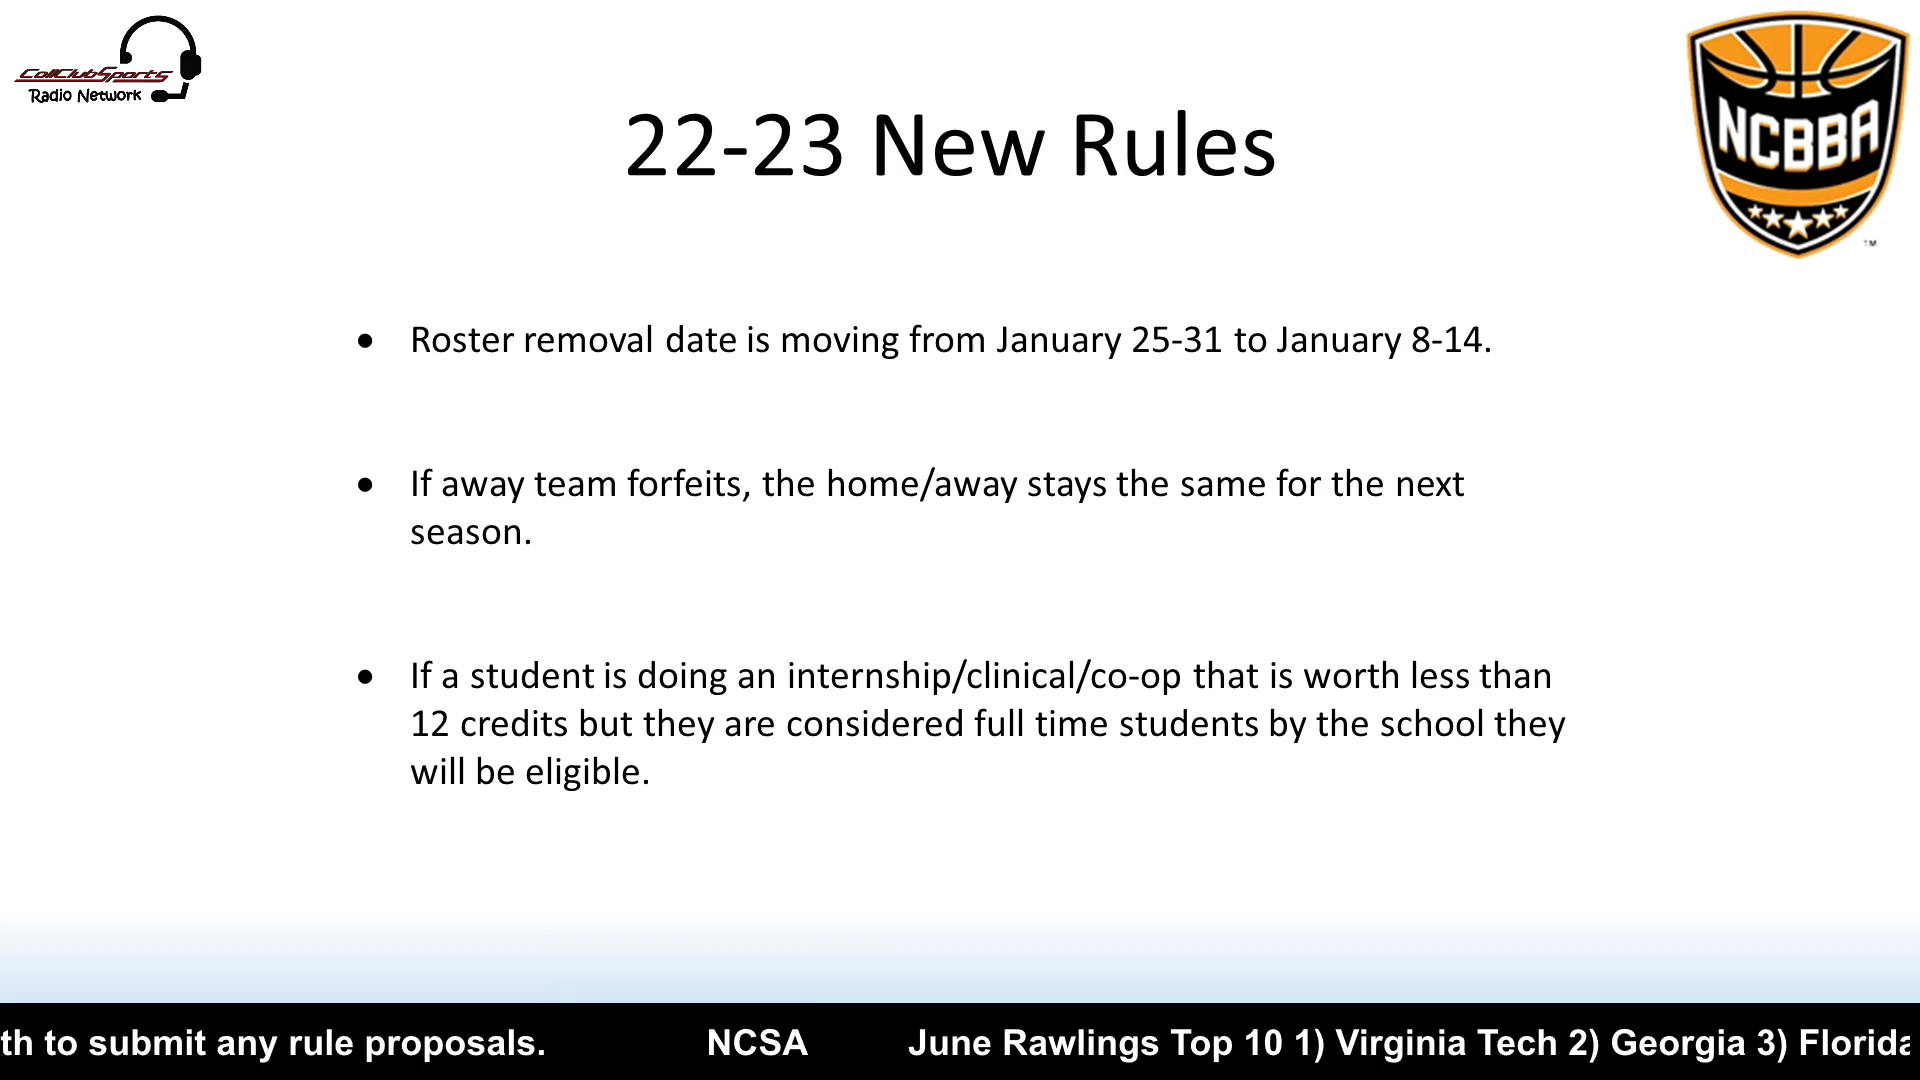 CollClubSports
Radio Network
NCBBA
TM
22-23 New Rules
• Roster removal date is moving from January 25-31 to January 8-14.
• If away team forfeits, the home/away stays the same for the next
season.
• If a student is doing an internship/clinical/co-op that is worth less than
12 credits but they are considered full time students by the school they
will be eligible.
th to submit any rule proposals. NCSA June Rawlings Top 10 1) Virginia Tech 2) Georgia 3) Florida